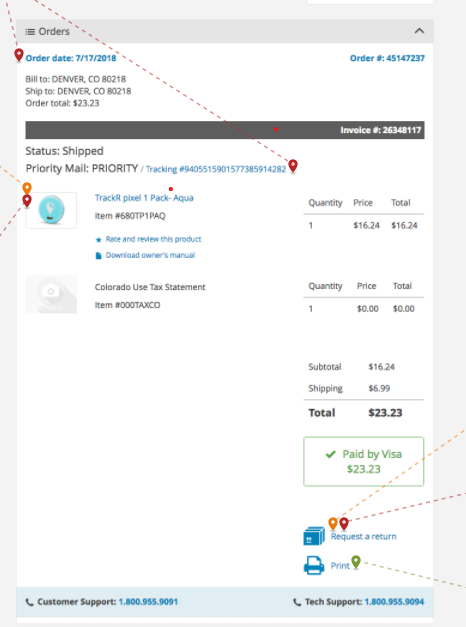 Orders
Order date: 7/17/2018 Order #: 45147237
Bill to: DENVER, CO 80218
Ship to: DENVER, CO 80218
Order total: $23.23
Invoice #: 26348117
Status: Shipped
Priority Mail: PRIORITY / Tracking #9405515901577385914282
TrackR pixel 1 Pack- Aqua
Item #680TP1PAQ
Rate and review this product
Download owner's manual
Quantity Price Total
1 $16.24 $16.24
Colorado Use Tax Statement
Item #000TAXCO
Quantity Price Total
1 $0.00 $0.00
Subtotal $16.24
Shipping $6.99
Total $23.23
Paid by Visa
$23.23
Request a return
Print
Customer Support: 1.800.955.9091 Tech Support: 1.800.955.9094